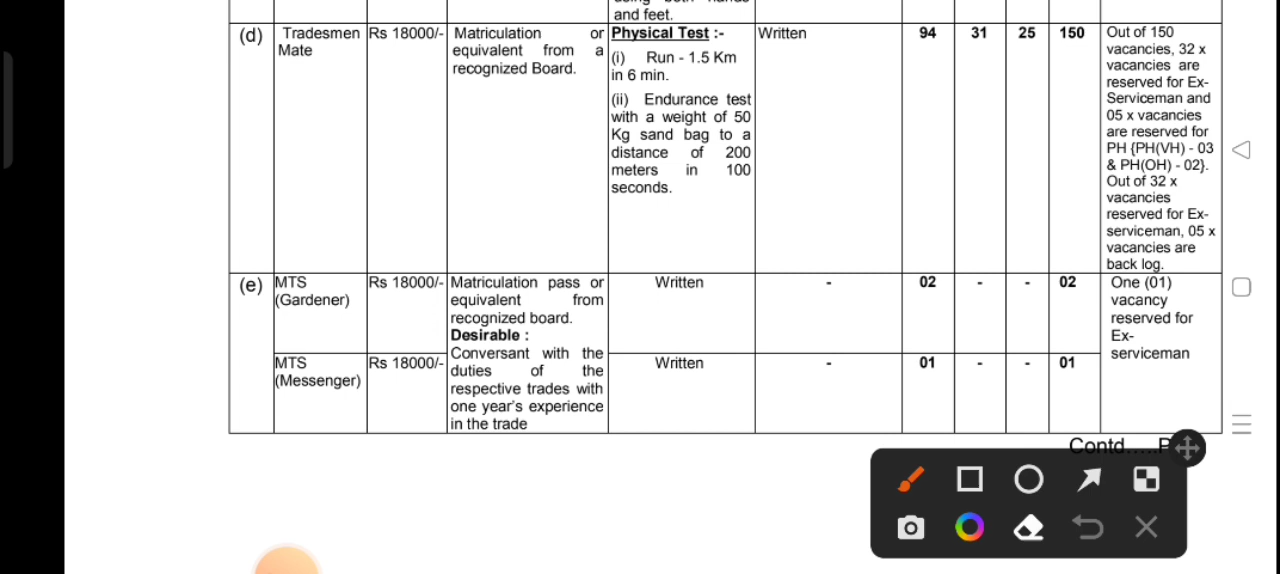 and feet.
(d)
Tradesmen
Mate
Rs 18000/-
Matriculation or
equivalent from a
recognized Board.
Physical Test :-
(i) Run - 1.5 Km
in 6 min.
(ii) Endurance test
with a weight of 50
Kg sand bag to a
distance of 200
meters in 100
seconds.
Written
94
31
25
150
Out of 150
vacancies, 32 x
vacancies are
reserved for Ex-
Serviceman and
05 x vacancies
are reserved for
PH {PH(VH) - 03
& PH(OH) - 02}.
Out of 32 x
vacancies
reserved for Ex-
serviceman, 05 x
vacancies are
back log.
(e)
MTS
(Gardener)
Rs 18000/-
Matriculation pass or
equivalent from
recognized board.
Desirable :
Conversant with the
duties of the
respective trades with
one year's experience
in the trade
Written
-
02
-
-
02
One (01)
vacancy
reserved for
Ex-
serviceman
MTS
(Messenger)
Rs 18000/-
Written
-
01
-
-
01
Contd.....P